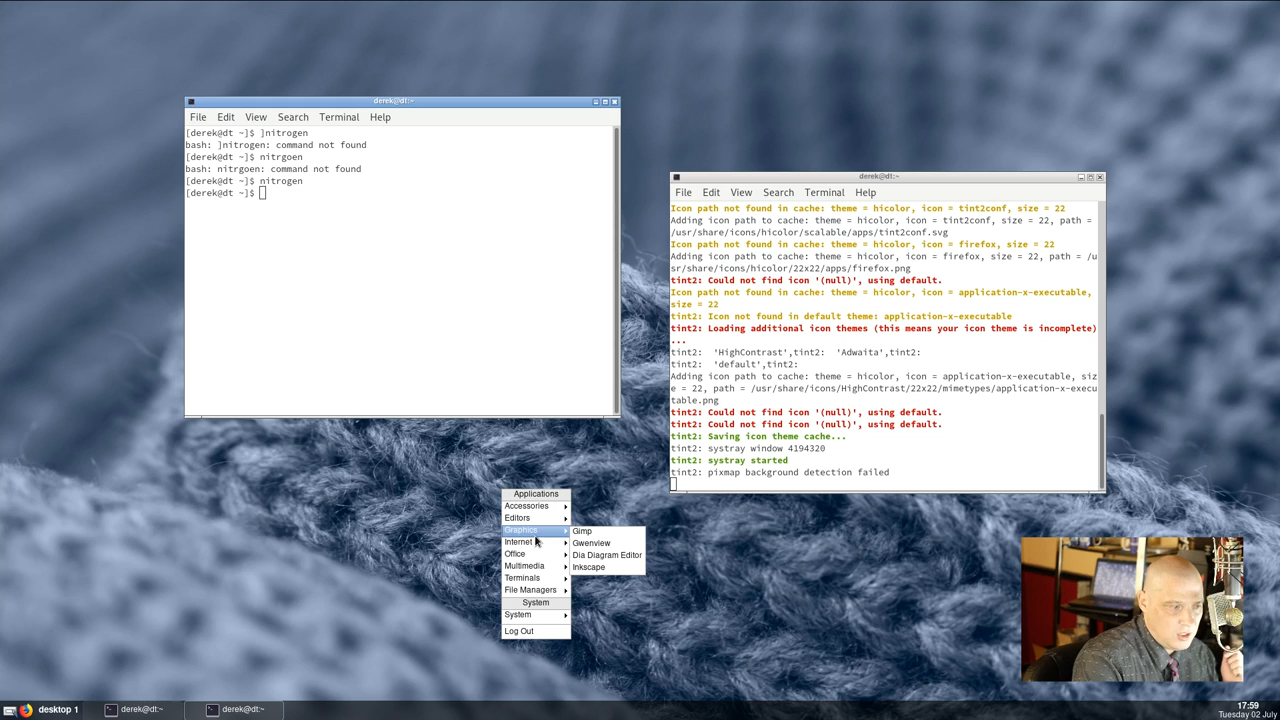 derek@dt:~
File Edit View Search Terminal Help
[derek@dt ~]$ ]nitrogen
bash: ]nitrogen: command not found
[derek@dt ~]$ nitrgoen
bash: nitrgoen: command not found
[derek@dt ~]$ nitrogen
[derek@dt ~]$
derek@dt:~
File Edit View Search Terminal Help
Icon path not found in cache: theme = hicolor, icon = tint2conf, size = 22
Adding icon path to cache: theme = hicolor, icon = tint2conf, size = 22, path =
/usr/share/icons/hicolor/scalable/apps/tint2conf.svg
Icon path not found in cache: theme = hicolor, icon = firefox, size = 22
Adding icon path to cache: theme = hicolor, icon = firefox, size = 22, path = /u
sr/share/icons/hicolor/22x22/apps/firefox.png
tint2: Could not find icon '(null)', using default.
Icon path not found in cache: theme = hicolor, icon = application-x-executable,
size = 22
tint2: Icon not found in default theme: application-x-executable
tint2: Loading additional icon themes (this means your icon theme is incomplete)
...
tint2:  'HighContrast',tint2:  'Adwaita',tint2:
tint2:  'default',tint2:
Adding icon path to cache: theme = hicolor, icon = application-x-executable, siz
e = 22, path = /usr/share/icons/HighContrast/22x22/mimetypes/application-x-execu
table.png
tint2: Could not find icon '(null)', using default.
tint2: Could not find icon '(null)', using default.
tint2: Saving icon theme cache...
tint2: systray window 4194320
tint2: systray started
tint2: pixmap background detection failed
Applications
Accessories
Editors
Graphics
Internet
Office
Multimedia
Terminals
File Managers
System
System
Log Out
Gimp
Gwenview
Dia Diagram Editor
Inkscape
desktop 1
derek@dt:~
derek@dt:~
17:59
Tuesday 02 July